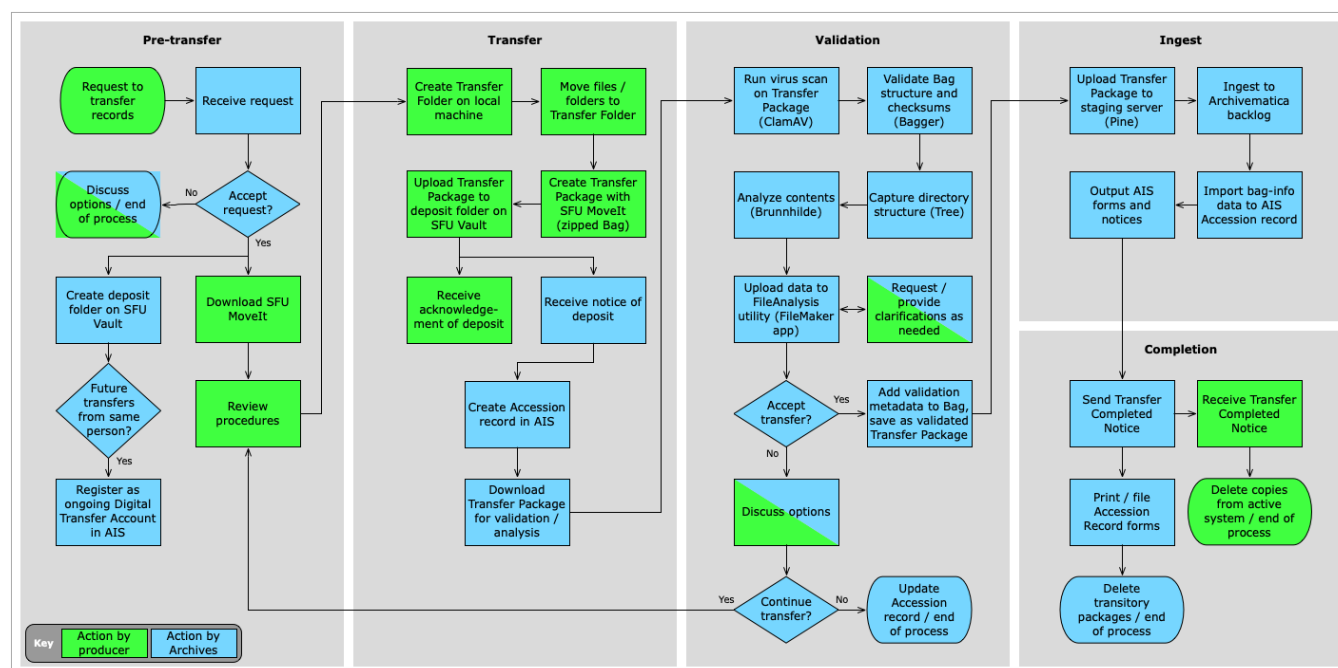 Pre-transfer
Request to
transfer
records
Receive request
Discuss
options / end
of process
No
Accept
request?
Yes
Create deposit
folder on SFU
Vault
Download SFU
MoveIt
Future
transfers
from same
person?
Review
procedures
Yes
Register as
ongoing Digital
Transfer Account
in AIS
Key
Action by
producer
Action by
Archives
Transfer
Create Transfer
Folder on local
machine
Move files /
folders to
Transfer Folder
Upload Transfer
Package to
deposit folder on
SFU Vault
Create Transfer
Package with
SFU MoveIt
(zipped Bag)
Receive
acknowledge-
ment of deposit
Receive notice of
deposit
Create Accession
record in AIS
Download
Transfer Package
for validation /
analysis
Validation
Run virus scan
on Transfer
Package
(ClamAV)
Validate Bag
structure and
checksums
(Bagger)
Analyze contents
(Brunnhilde)
Capture directory
structure (Tree)
Upload data to
FileAnalysis
utility (FileMaker
app)
Request /
provide
clarifications as
needed
Accept
transfer?
Yes
Add validation
metadata to Bag,
save as validated
Transfer Package
No
Discuss options
Yes
Continue
transfer?
No
Update
Accession
record / end
of process
Ingest
Upload Transfer
Package to
staging server
(Pine)
Ingest to
Archivematica
backlog
Output AIS
forms and
notices
Import bag-info
data to AIS
Accession record
Completion
Send Transfer
Completed
Notice
Receive Transfer
Completed
Notice
Print / file
Accession
Record forms
Delete copies
from active
system / end of
process
Delete
transitory
packages / end
of process